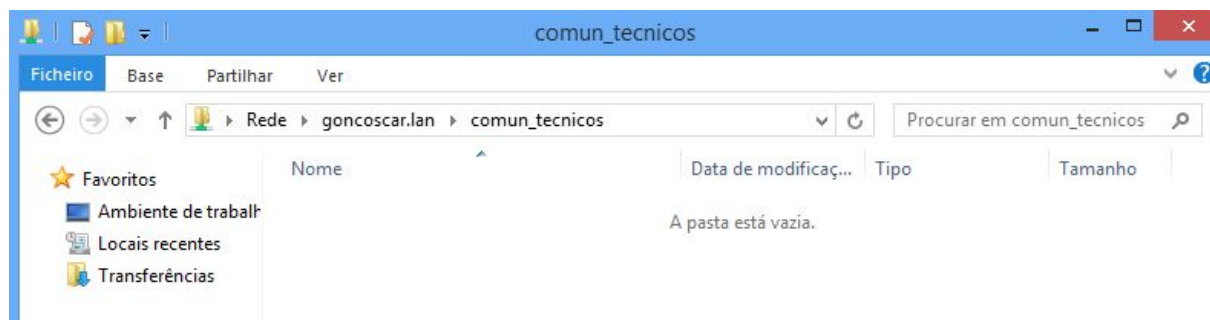 comun_tecnicos
Ficheiro Base Partilhar Ver
Rede goncoscar.lan comun_tecnicos Procurar em comun_tecnicos
Favoritos
Ambiente de trabalh
Locais recentes
Transferências
Nome Data de modificaç... Tipo Tamanho
A pasta está vazia.